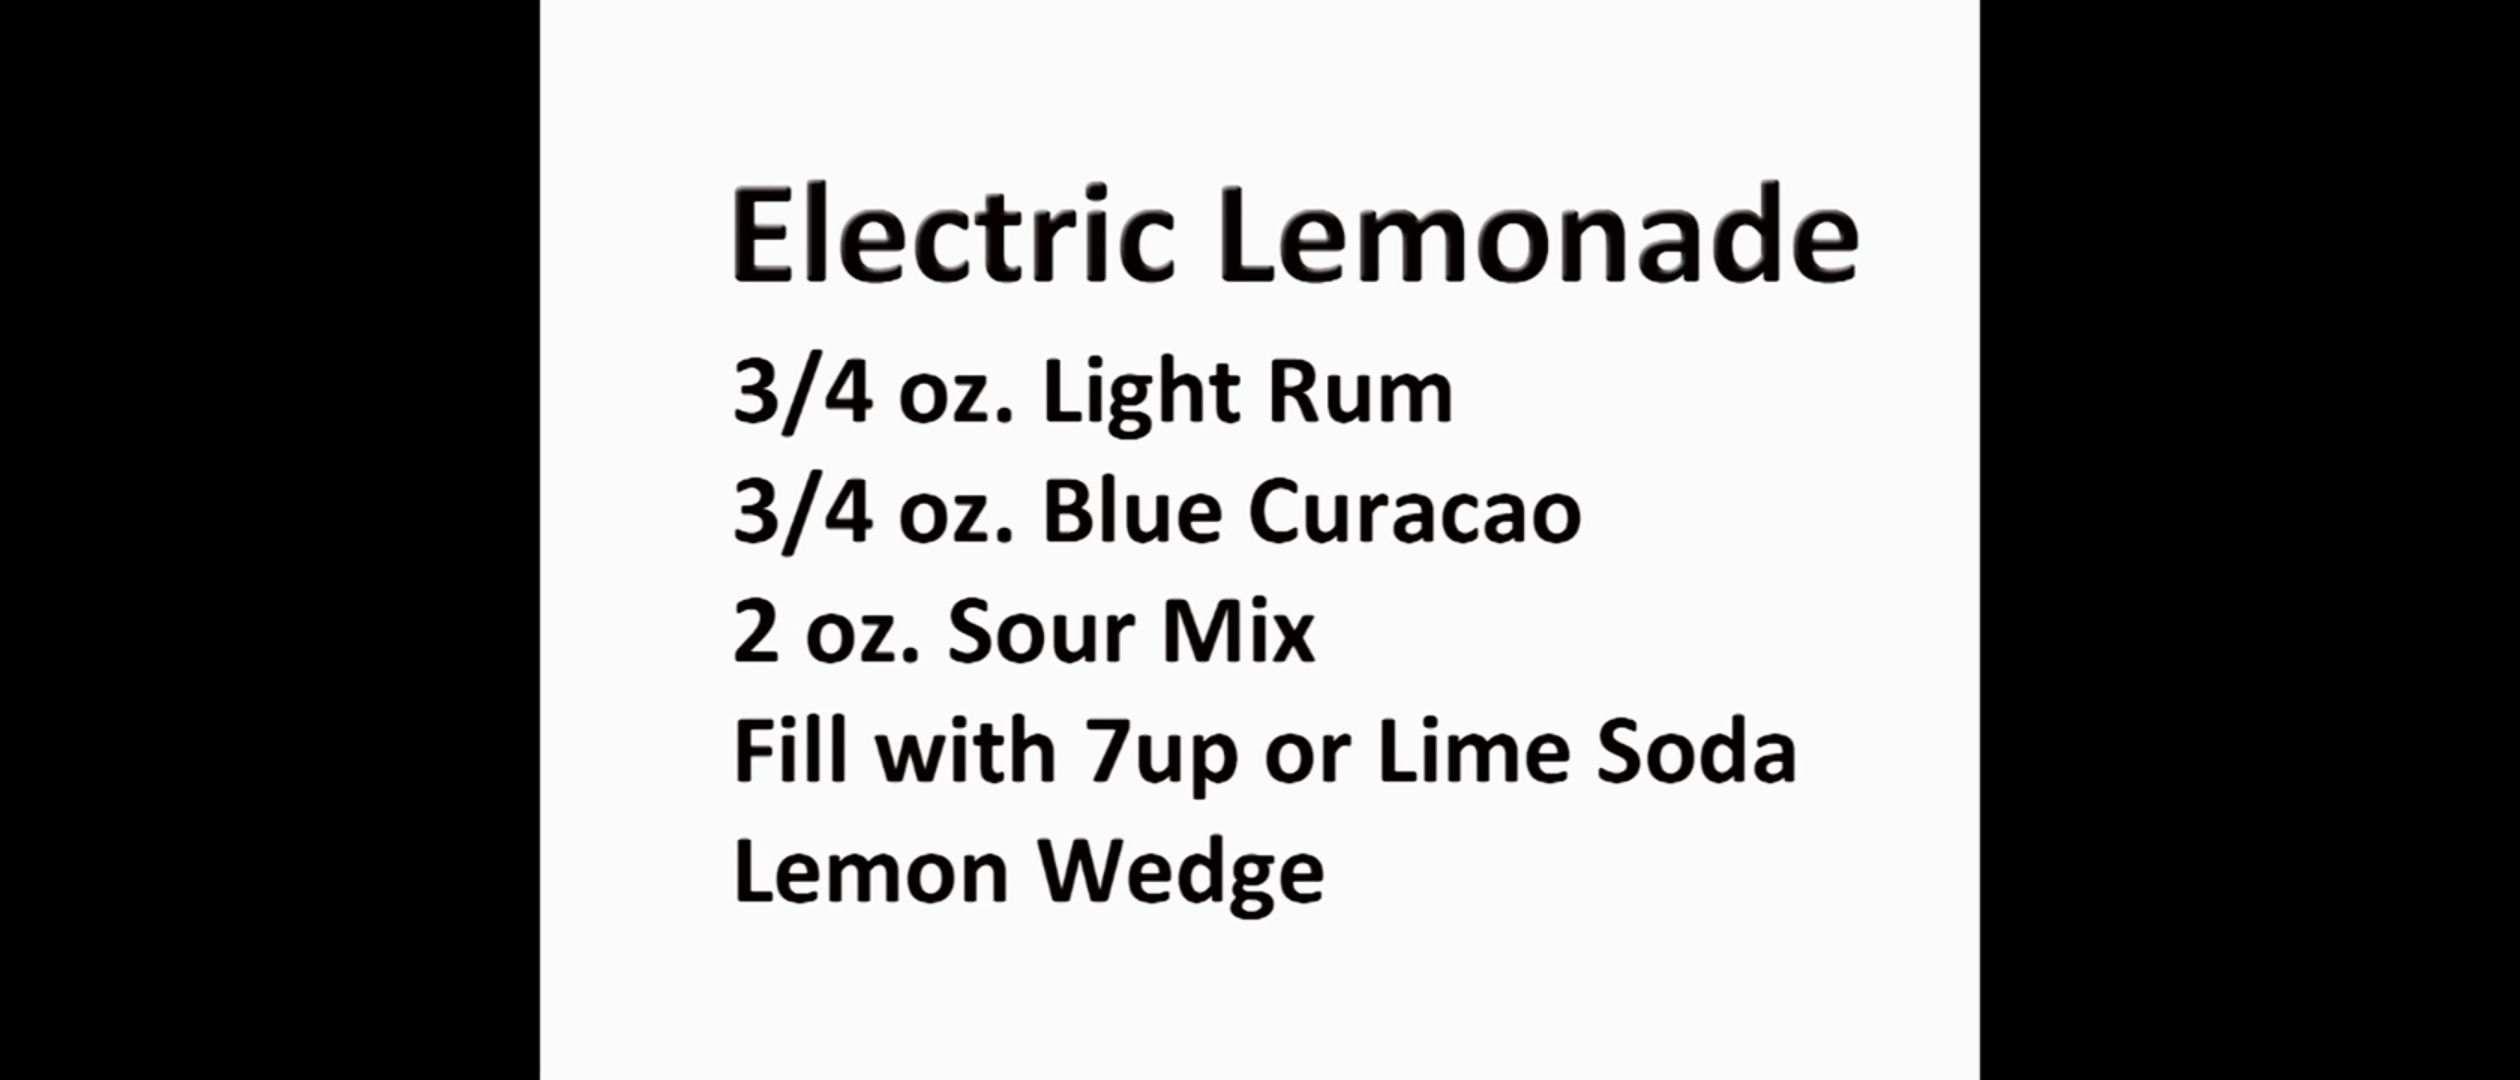 Electric Lemonade
3/4 oz. Light Rum
3/4 oz. Blue Curacao
2 oz. Sour Mix
Fill with 7up or Lime Soda
Lemon Wedge